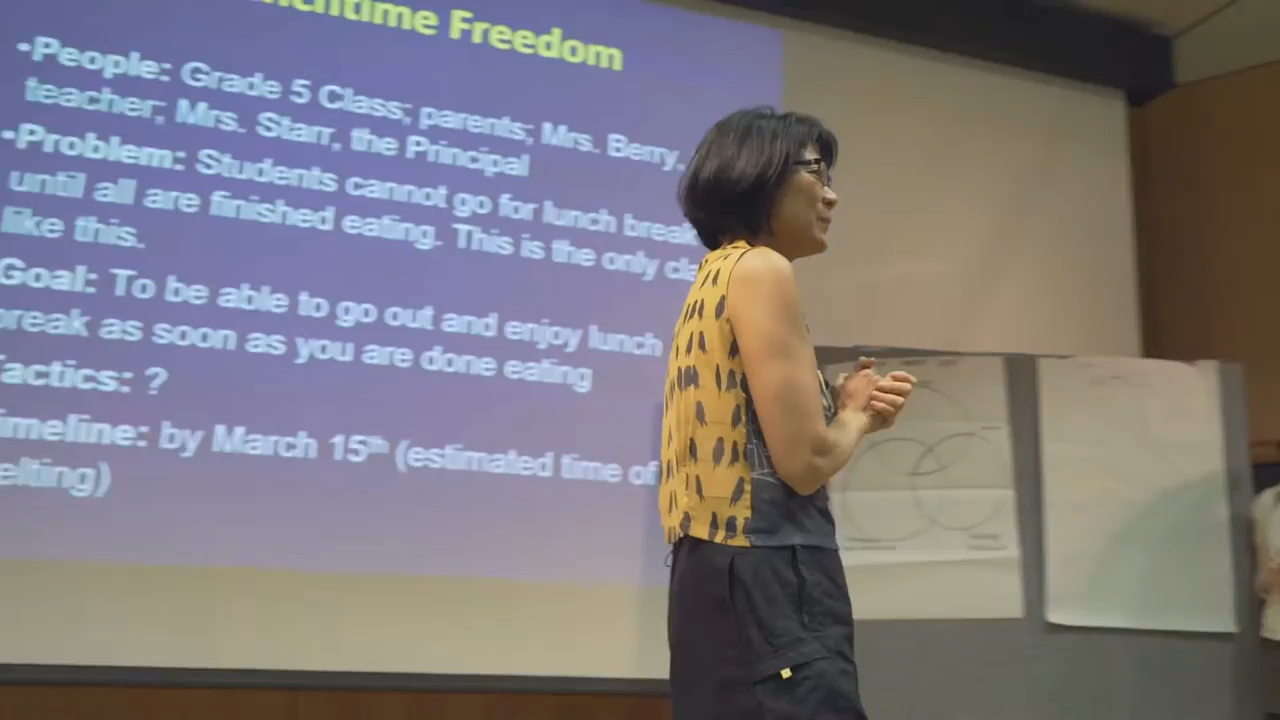 nchtime Freedom
•People: Grade 5 Class; parents; Mrs. Berry,
teacher; Mrs. Starr, the Principal
•Problem: Students cannot go for lunch break
until all are finished eating. This is the only cla
like this.
Goal: To be able to go out and enjoy lunch
break as soon as you are done eating
actics: ?
imeline: by March 15th (estimated time of
elting)